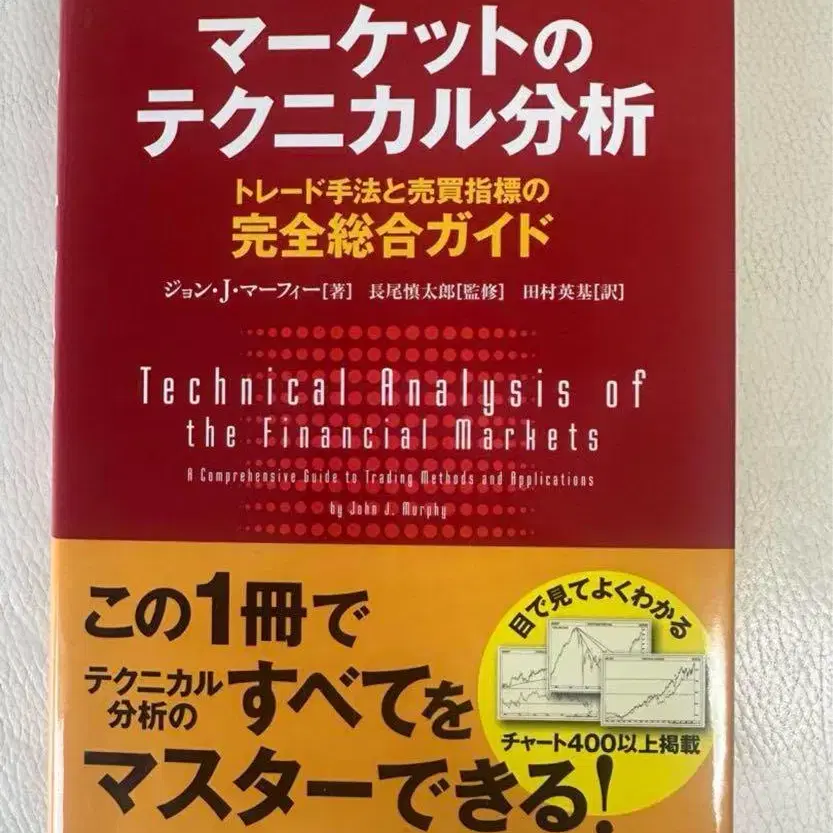 マーケットの
テクニカル分析
トレード手法と売買指標の
完全総合ガイド
ジョン・J・マーフィー[著] 長尾慎太郎[監修] 田村英基[訳]
Technical Analysis of
the Financial Markets
A Comprehensive Guide to Trading Methods and Applications
by John J. Murphy
この1冊で
テクニカル
分析の
すべてを
マスターできる!
目で見てよくわかる
チャート400以上掲載